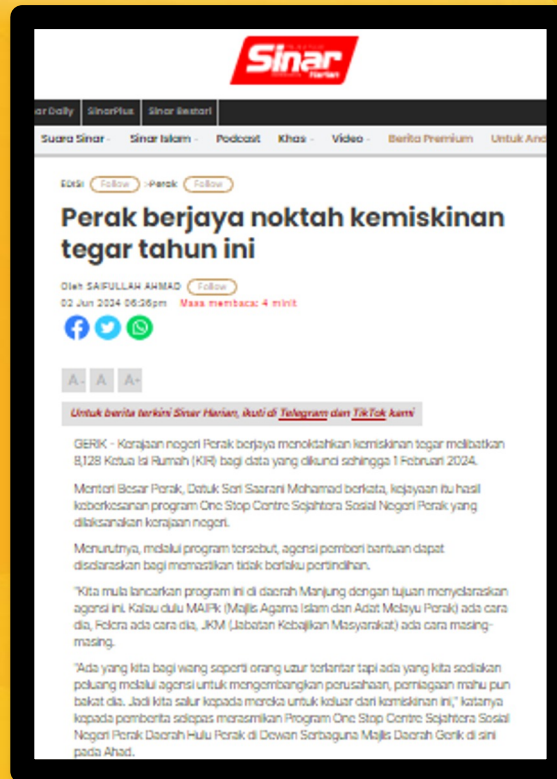 Sinar
Harian
ar Daily SinarPlus Sinar Bestari
Suara Sinar Sinar Islam Podcast Khas Video Berita Premium Untuk And
EDISI Follow >Perak Follow
Perak berjaya noktah kemiskinan
tegar tahun ini
Oleh SAIFULLAH AHMAD Follow
02 Jun 2024 06:36pm Masa membaca: 4 minit
A- A A+
Untuk berita terkini Sinar Harian, ikuti di Telegram dan TikTok kami
GERIK - Kerajaan negeri Perak berjaya menoktahkan kemiskinan tegar melibatkan
8,128 Ketua Isi Rumah (KIR) bagi data yang dikunci sehingga 1 Februari 2024.
Menteri Besar Perak, Datuk Seri Saarani Mohamad berkata, kejayaan itu hasil
keberkesanan program One Stop Centre Sejahtera Sosial Negeri Perak yang
dilaksanakan kerajaan negeri.
Menurutnya, melalui program tersebut, agensi pemberi bantuan dapat
diselaraskan bagi memastikan tidak berlaku pertindihan.
"Kita mula lancarkan program ini di daerah Manjung dengan tujuan menyelaraskan
agensi ini. Kalau dulu MAIPk (Majlis Agama Islam dan Adat Melayu Perak) ada cara
dia, Felcra ada cara dia, JKM (Jabatan Kebajikan Masyarakat) ada cara masing-
masing.
"Ada yang kita bagi wang seperti orang uzur terlantar tapi ada yang kita sediakan
peluang melalui agensi untuk mengembangkan perusahaan, perniagaan mahu pun
bakat dia. Jadi kita salur kepada mereka untuk keluar dari kemiskinan ini," katanya
kepada pemberita selepas merasmikan Program One Stop Centre Sejahtera Sosial
Negeri Perak Daerah Hulu Perak di Dewan Serbaguna Majlis Daerah Gerik di sini
pada Ahad.